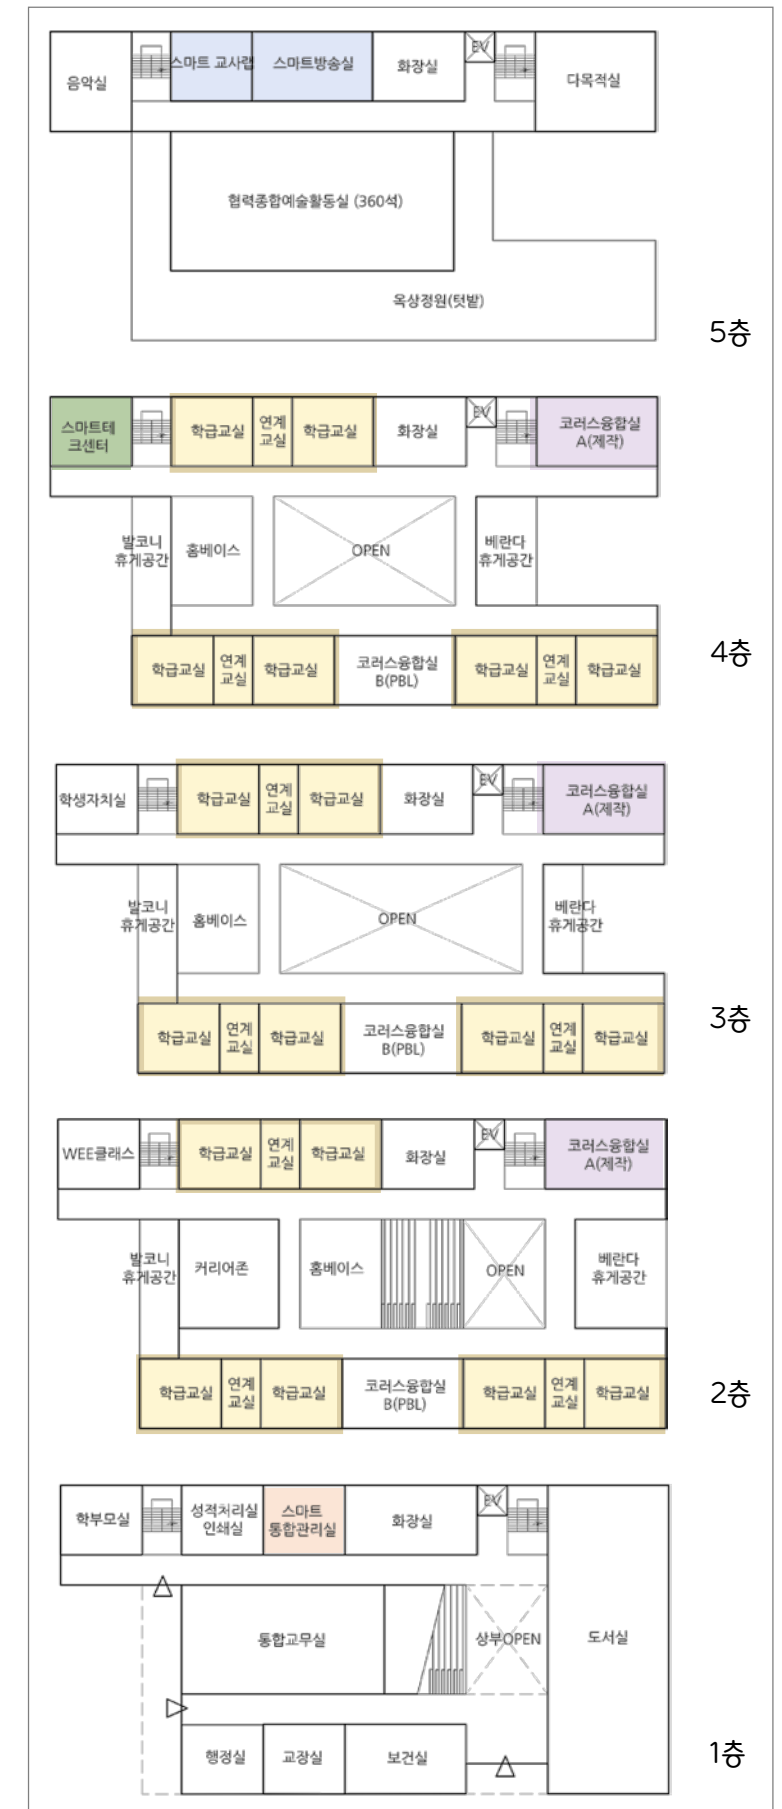 음악실
스마트 교사랩
스마트방송실
화장실
EV
다목적실
협력종합예술활동실 (360석)
옥상정원(텃밭)
5층
스마트테
크센터
학급교실
연계
교실
학급교실
화장실
EV
코러스융합실
A(제작)
발코니
휴게공간
홈베이스
OPEN
베란다
휴게공간
학급교실
연계
교실
학급교실
코러스융합실
B(PBL)
학급교실
연계
교실
학급교실
4층
학생자치실
학급교실
연계
교실
학급교실
화장실
EV
코러스융합실
A(제작)
발코니
휴게공간
홈베이스
OPEN
베란다
휴게공간
학급교실
연계
교실
학급교실
코러스융합실
B(PBL)
학급교실
연계
교실
학급교실
3층
WEE클래스
학급교실
연계
교실
학급교실
화장실
EV
코러스융합실
A(제작)
발코니
휴게공간
커리어존
홈베이스
OPEN
베란다
휴게공간
학급교실
연계
교실
학급교실
코러스융합실
B(PBL)
학급교실
연계
교실
학급교실
2층
학부모실
성적처리실
인쇄실
스마트
통합관리실
화장실
EV
통합교무실
상부OPEN
도서실
행정실
교장실
보건실
1층